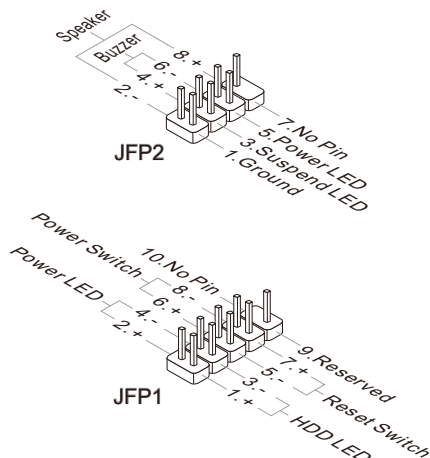 Speaker
Buzzer
8.+
6.-
4.+
2.-
7.No Pin
5.Power LED
3.Suspend LED
1.Ground
JFP2
Power Switch
Power LED
10.No Pin
8.-
6.+
4.-
2.+
9.Reserved
7.+
5.-
3.-
1.+
Reset Switch
HDD LED
JFP1